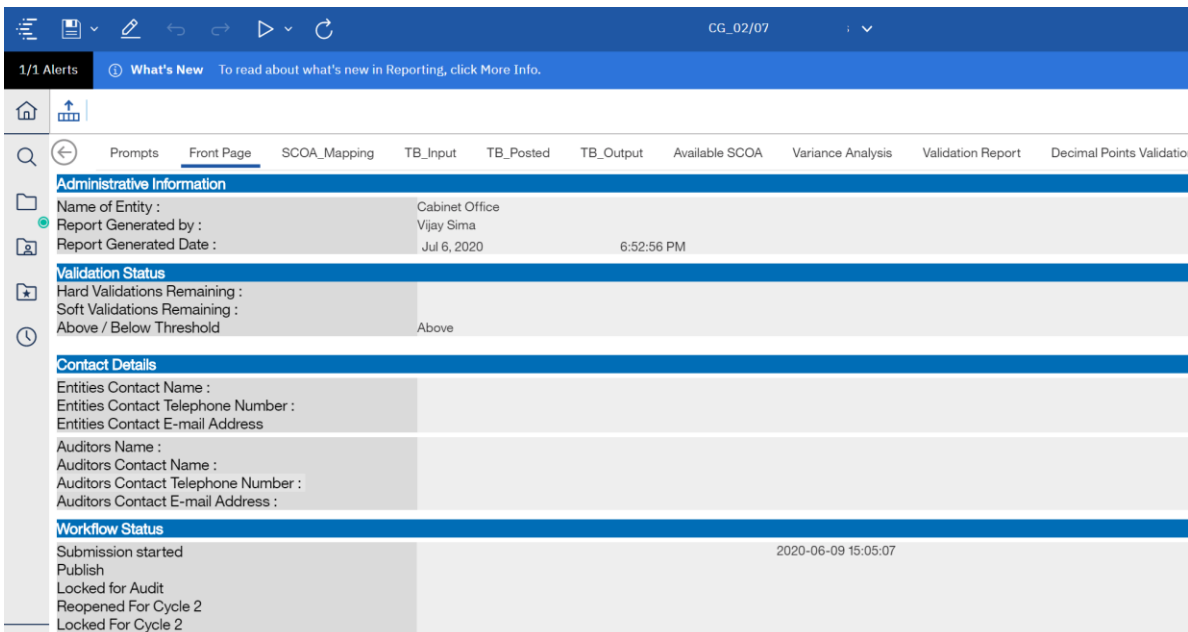 CG_02/07
1/1 Alerts What's New To read about what's new in Reporting, click More Info.
Prompts Front Page SCOA_Mapping TB_Input TB_Posted TB_Output Available SCOA Variance Analysis Validation Report Decimal Points Validatio
Administrative Information
Name of Entity : Cabinet Office
Report Generated by : Vijay Sima
Report Generated Date : Jul 6, 2020 6:52:56 PM
Validation Status
Hard Validations Remaining :
Soft Validations Remaining :
Above / Below Threshold Above
Contact Details
Entities Contact Name :
Entities Contact Telephone Number :
Entities Contact E-mail Address
Auditors Name :
Auditors Contact Name :
Auditors Contact Telephone Number :
Auditors Contact E-mail Address :
Workflow Status
Submission started 2020-06-09 15:05:07
Publish
Locked for Audit
Reopened For Cycle 2
Locked For Cycle 2